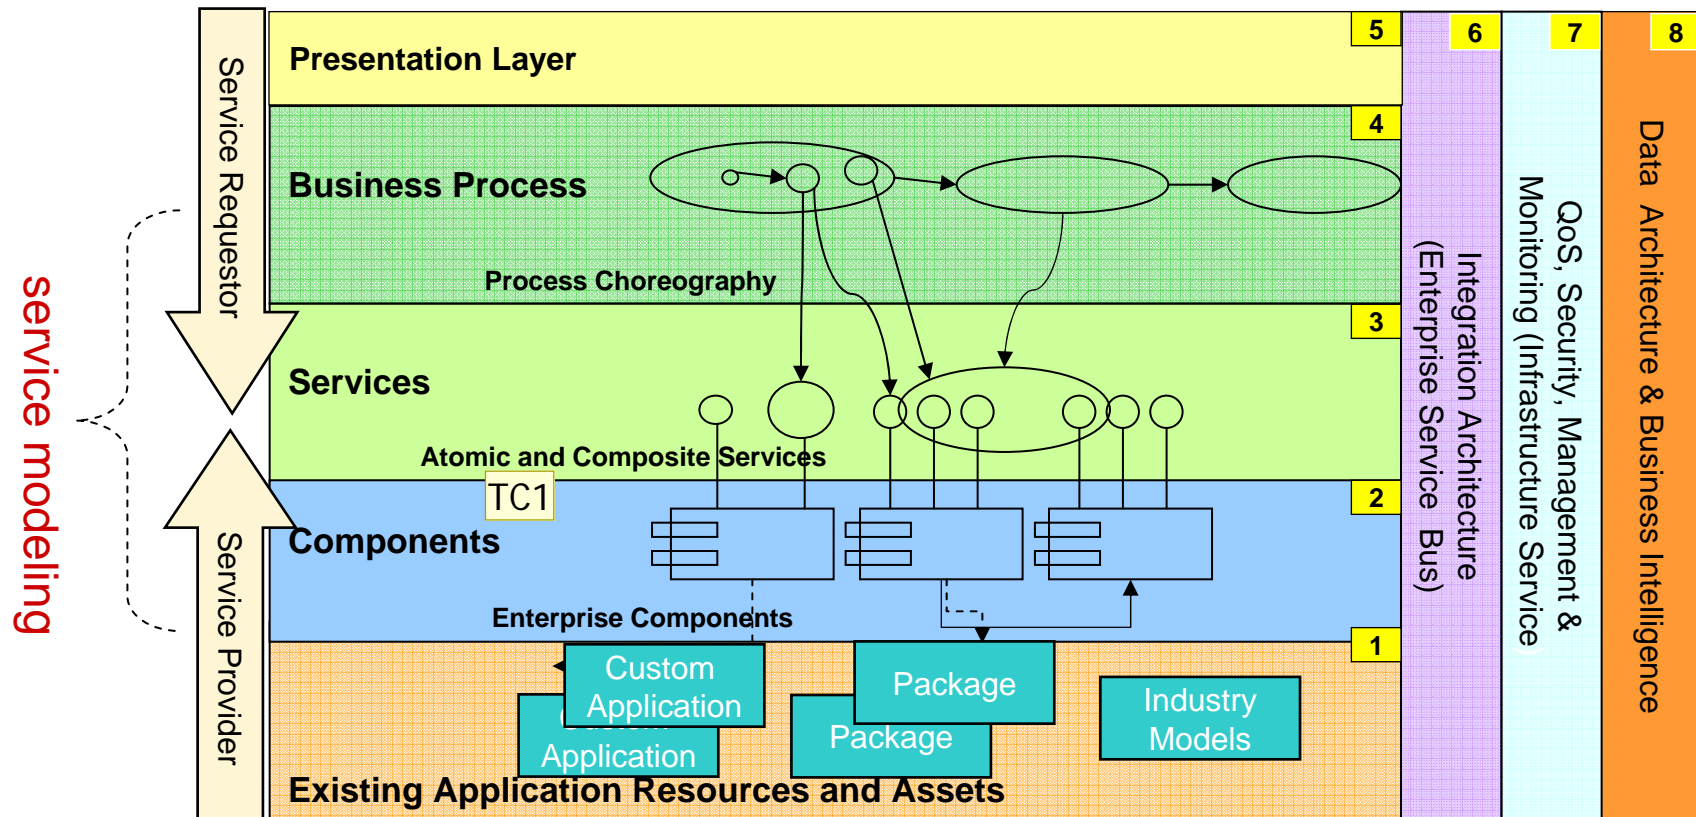 5
Presentation Layer
4
Business Process
Process Choreography
3
Services
Atomic and Composite Services
TC1
2
Components
Enterprise Components
1
Custom
Application
Custom
Application
Package
Package
Industry
Models
Existing Application Resources and Assets
6
Integration Architecture
(Enterprise Service Bus)
7
QoS, Security, Management &
Monitoring (Infrastructure Service)
8
Data Architecture & Business Intelligence
Service Requestor
Service Provider
service modeling